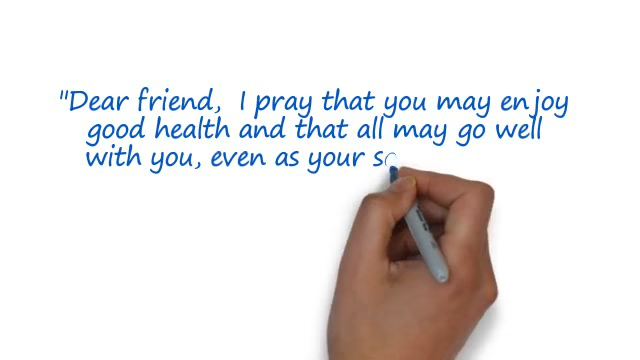 "Dear friend, I pray that you may enjoy
good health and that all may go well
with you, even as your so